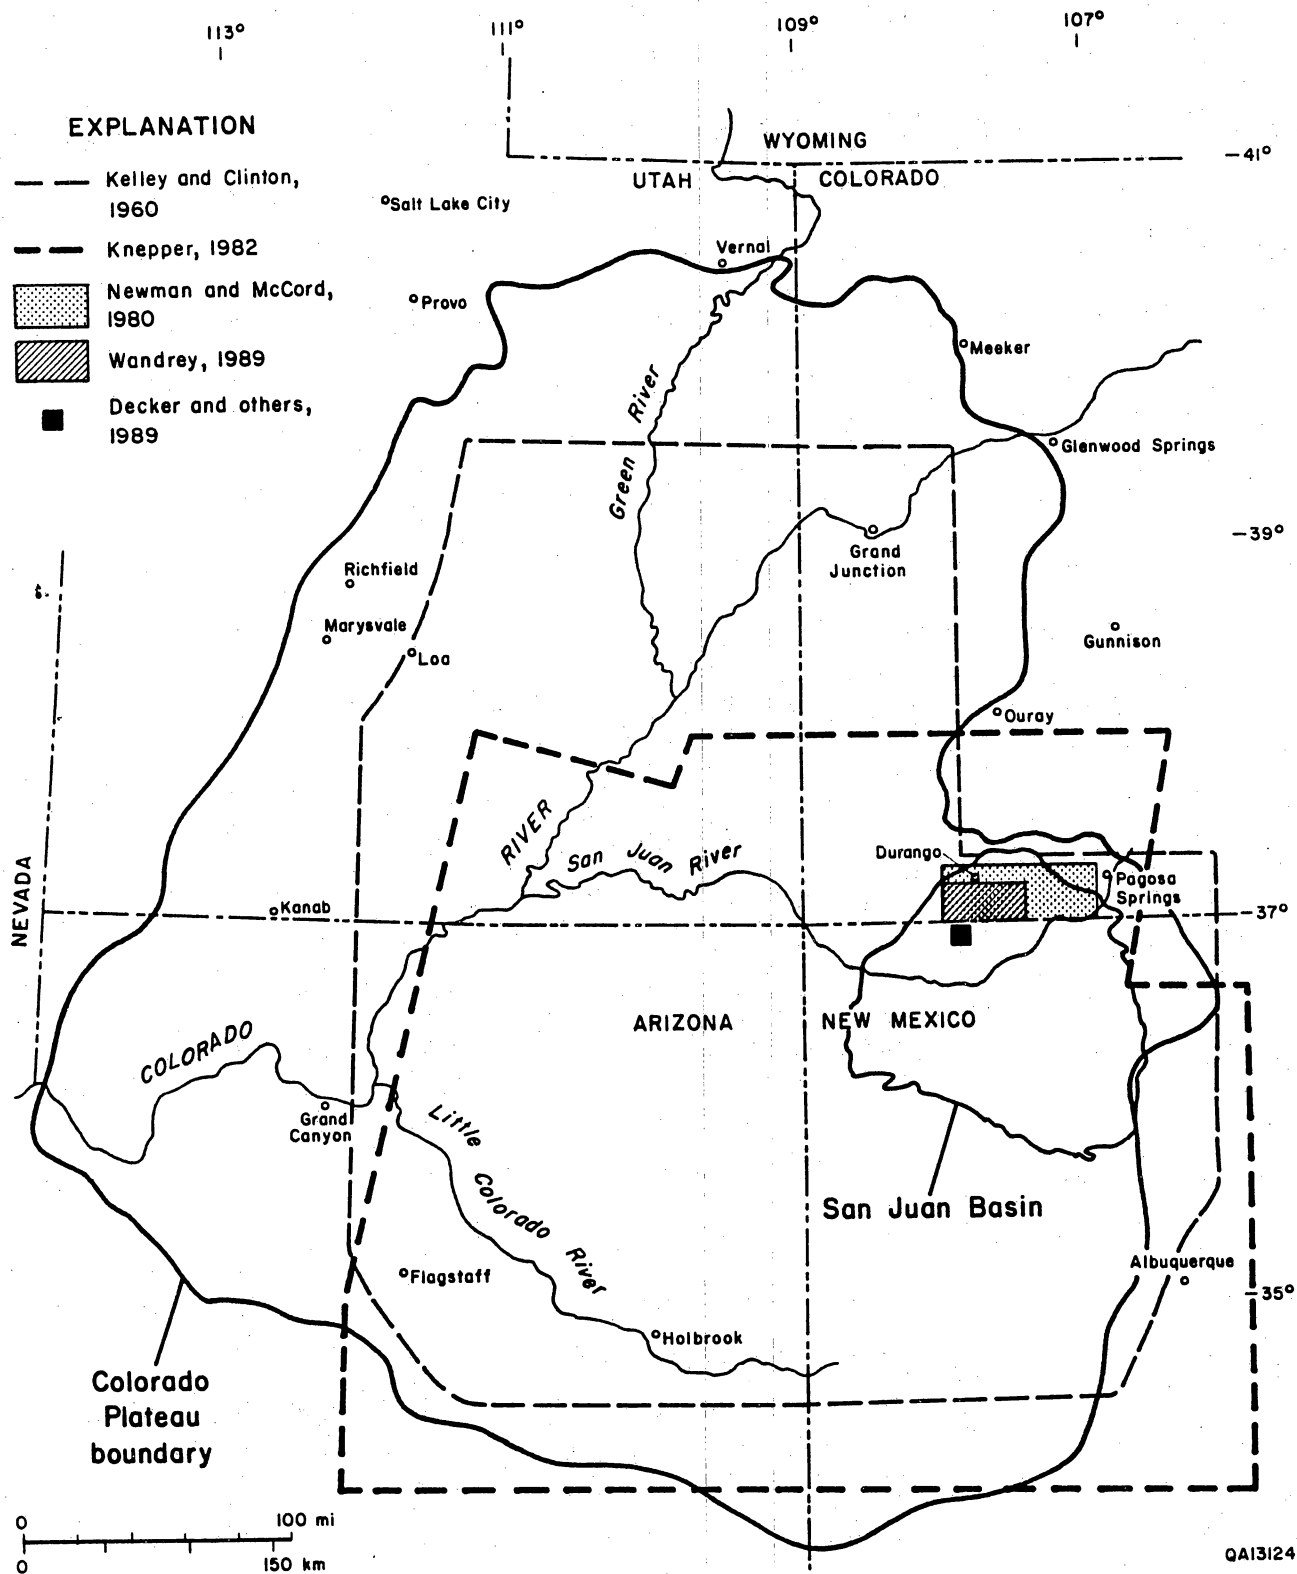 113°
111°
109°
107°
EXPLANATION
Kelley and Clinton,
1960
Knepper, 1982
Newman and McCord,
1980
Wandrey, 1989
Decker and others,
1989
WYOMING
41°
UTAH
COLORADO
Salt Lake City
Vernal
Provo
Meeker
Green River
Glenwood Springs
39°
Grand
Junction
Richfield
Marysvale
Loa
Gunnison
Ouray
RIVER
San Juan River
Durango
Pagosa
Springs
NEVADA
Kanab
37°
ARIZONA
NEW MEXICO
COLORADO
Grand
Canyon
Little Colorado River
San Juan Basin
Albuquerque
Flagstaff
35°
Holbrook
Colorado
Plateau
boundary
0 100 mi
0 150 km
QA13124